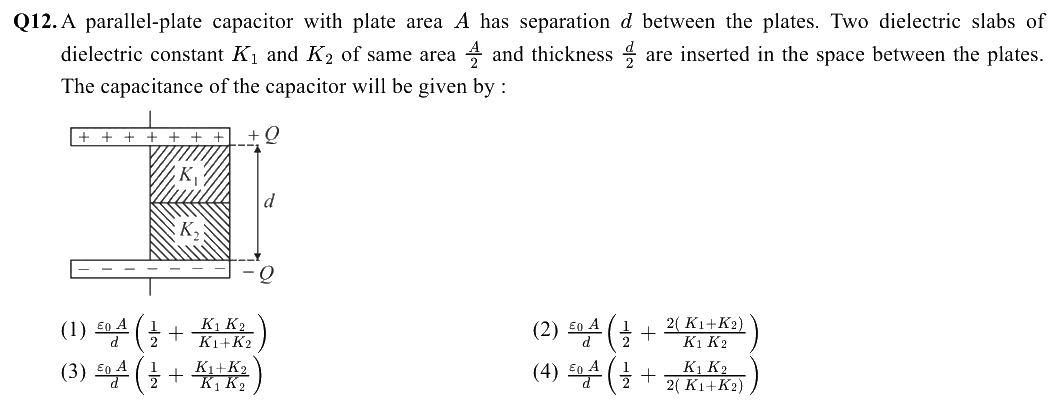 Q12. A parallel-plate capacitor with plate area A has separation d between the plates. Two dielectric slabs of
dielectric constant K₁ and K₂ of same area A/2 and thickness d/2 are inserted in the space between the plates.
The capacitance of the capacitor will be given by :
+ + + + + + + +Q
K₁
d
K₂
− − − − − − − −Q
(1) ε₀ A/d (1/2 + K₁ K₂/K₁+K₂)
(2) ε₀ A/d (1/2 + 2( K₁+K₂)/K₁ K₂)
(3) ε₀ A/d (1/2 + K₁+K₂/K₁ K₂)
(4) ε₀ A/d (1/2 + K₁ K₂/2( K₁+K₂))